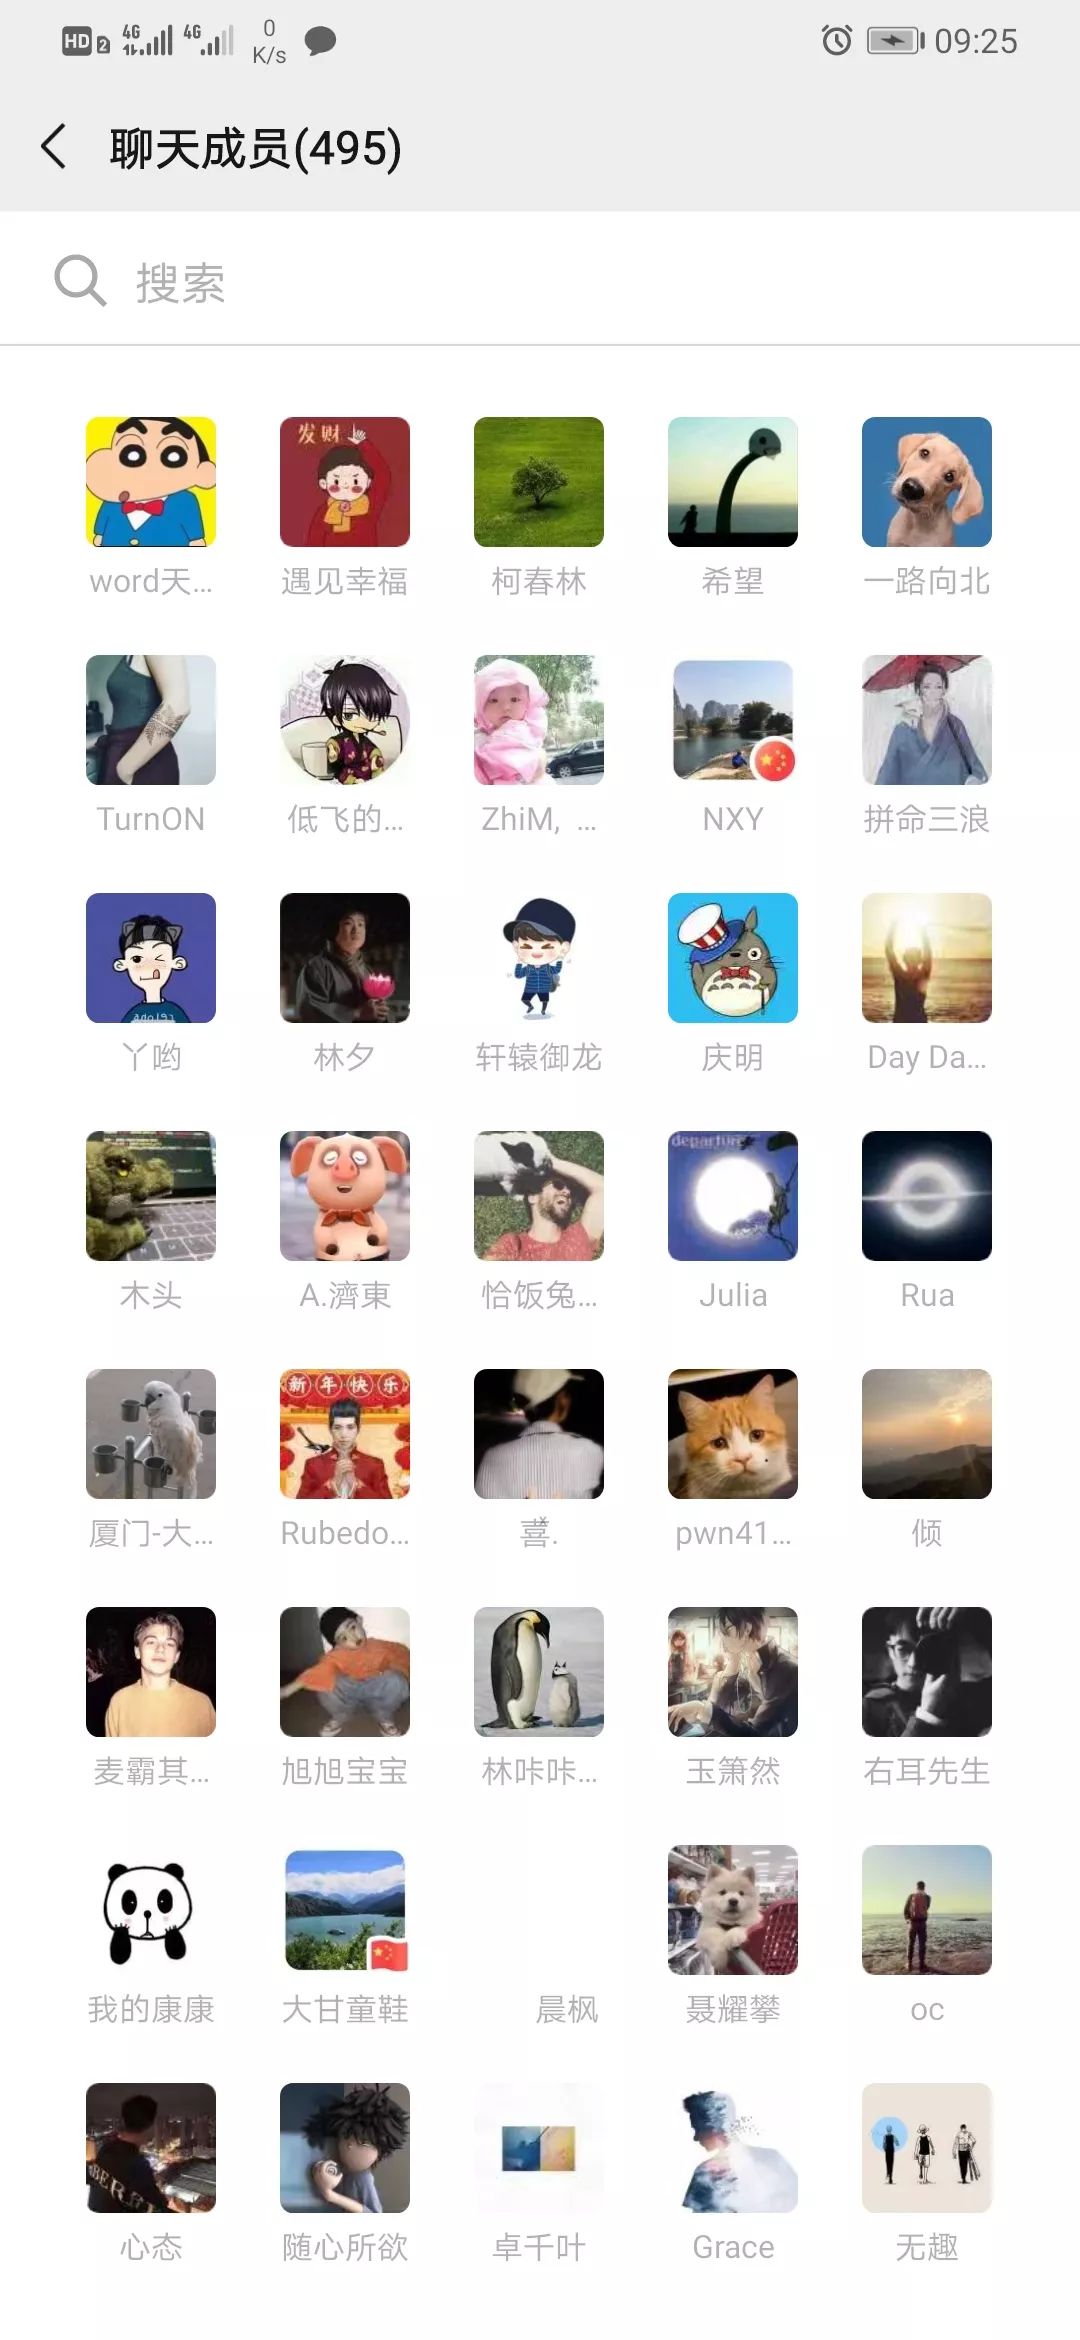 HD 2 4G 4G 0 K/s 09:25
聊天成员(495)
搜索
发财
word天... 遇见幸福 柯春林 希望 一路向北
TurnON 低飞的... ZhiM, ... NXY 拼命三浪
丫哟 林夕 轩辕御龙 庆明 Day Da...
departure
木头 A.濟東 恰饭兔... Julia Rua
新年快乐
厦门-大... Rubedo... 喜. pwn41... 倾
麦霸其... 旭旭宝宝 林咔咔... 玉箫然 右耳先生
我的康康 大甘童鞋 晨枫 聂耀攀 oc
心态 随心所欲 卓千叶 Grace 无趣